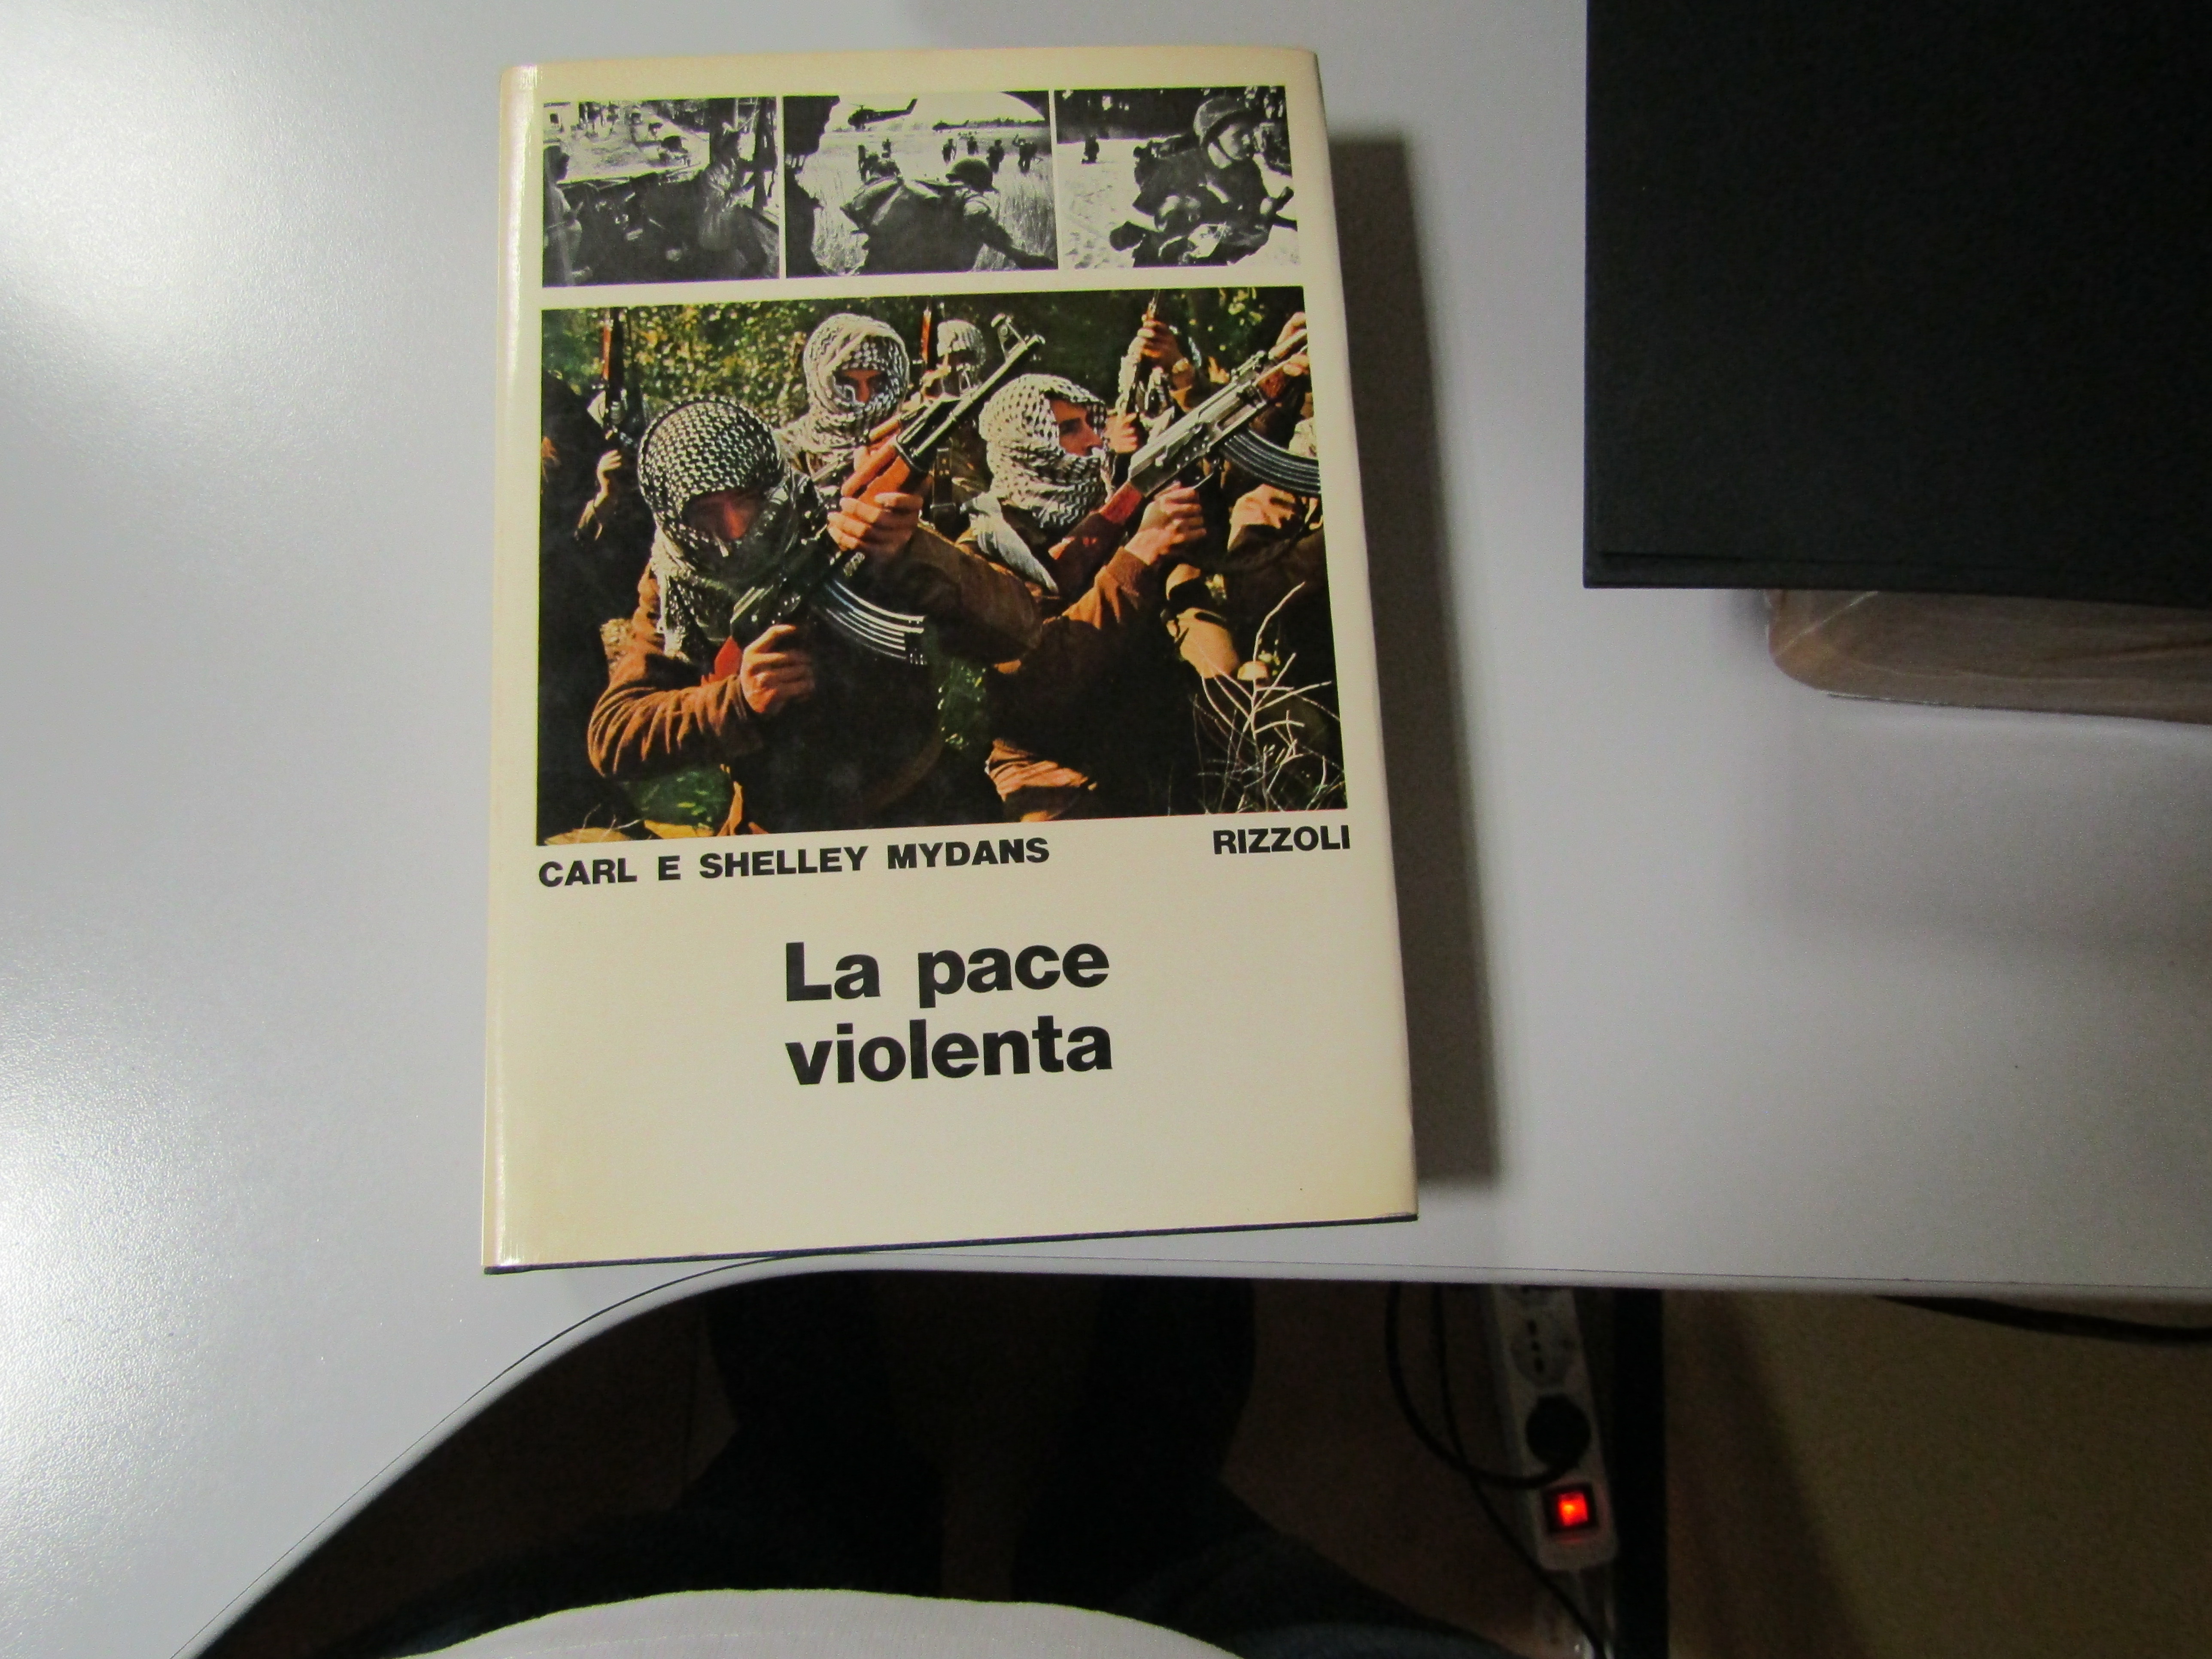 CARL E SHELLEY MYDANS RIZZOLI
La pace
violenta